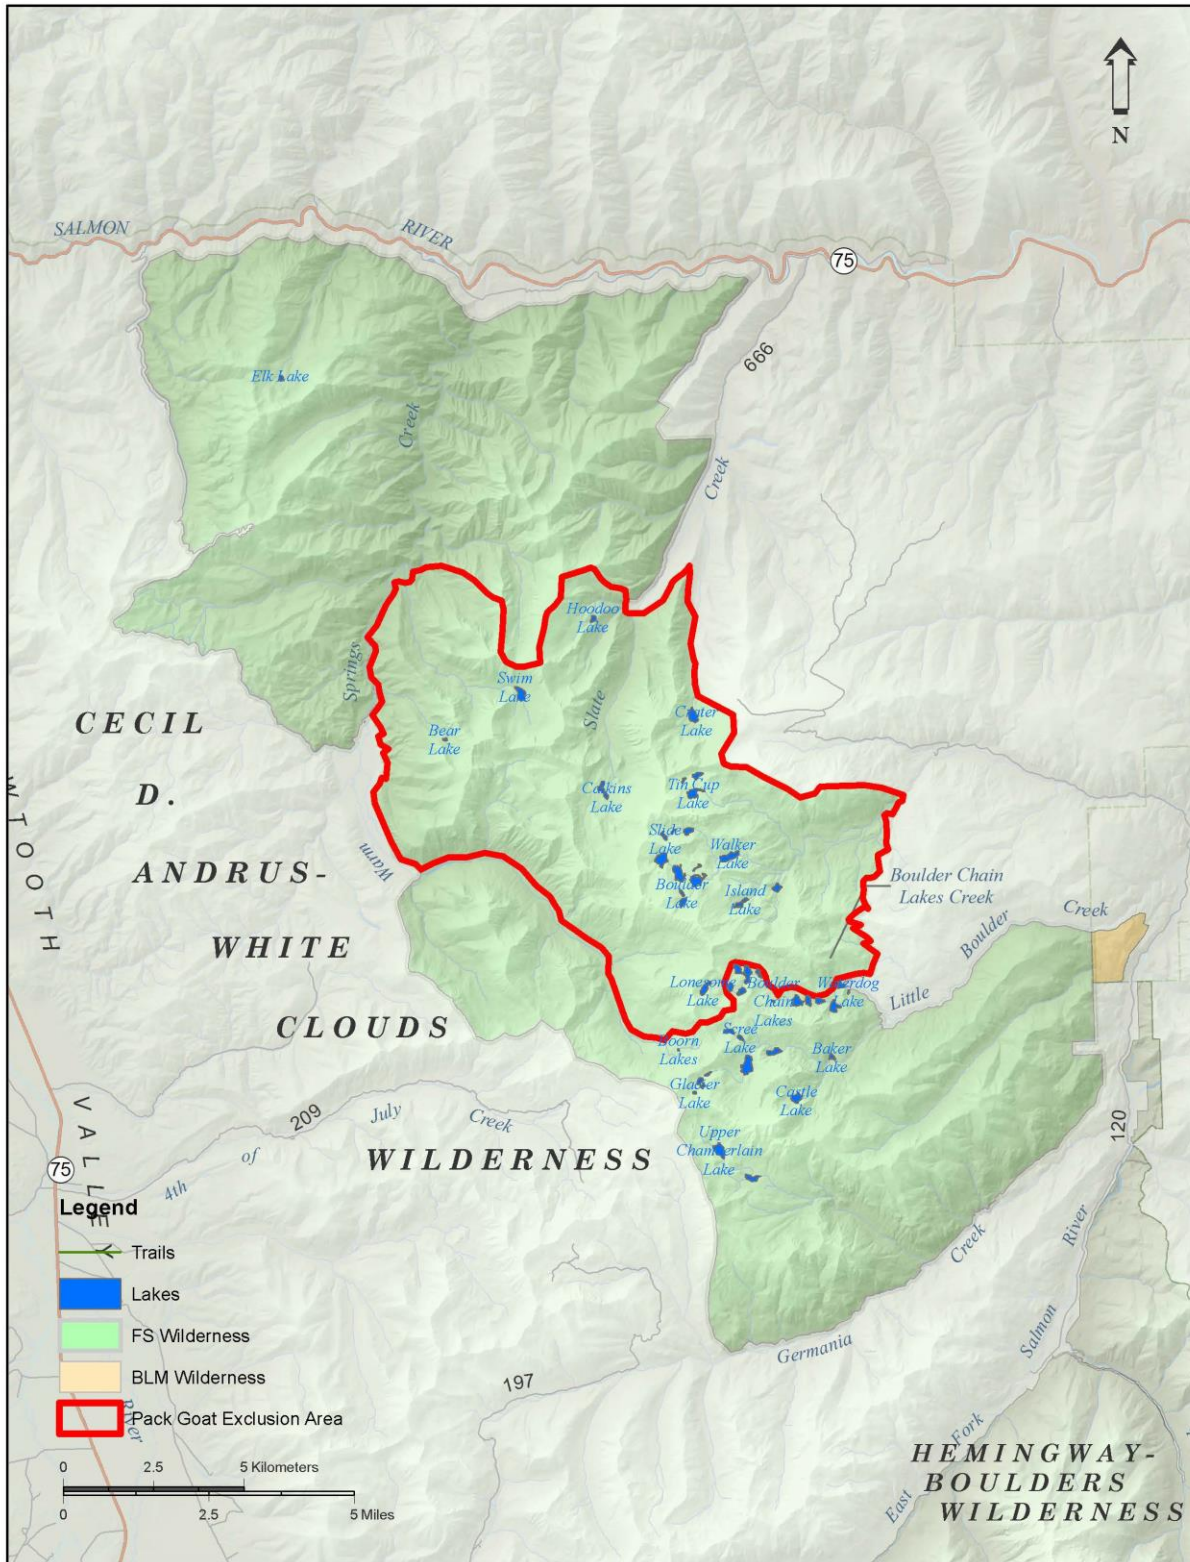 N
SALMON
RIVER
75
666
Elk Lake
Creek
Creek
Hoodoo
Lake
Springs
Swim
Lake
Slate
Crater
Lake
Bear
Lake
CECIL
D.
ANDRUS-
WHITE
CLOUDS
WILDERNESS
WTOOTH
VALLEY
Calkins
Lake
Tin Cup
Lake
Slide
Lake
Walker
Lake
Warm
Boulder
Lake
Island
Lake
Boulder Chain
Lakes Creek
Boulder
Creek
Little
Lonesome
Lake
Boulder
Chain
Lakes
Waterdog
Lake
Scree
Lake
Born
Lakes
Baker
Lake
Glacier
Lake
Castle
Lake
Upper
Chamberlain
Lake
209
July
Creek
of
4th
75
120
River
Creek
Salmon
Germania
197
Fork
East
HEMINGWAY-
BOULDERS
WILDERNESS
River
Legend
Trails
Lakes
FS Wilderness
BLM Wilderness
Pack Goat Exclusion Area
0 2.5 5 Kilometers
0 2.5 5 Miles